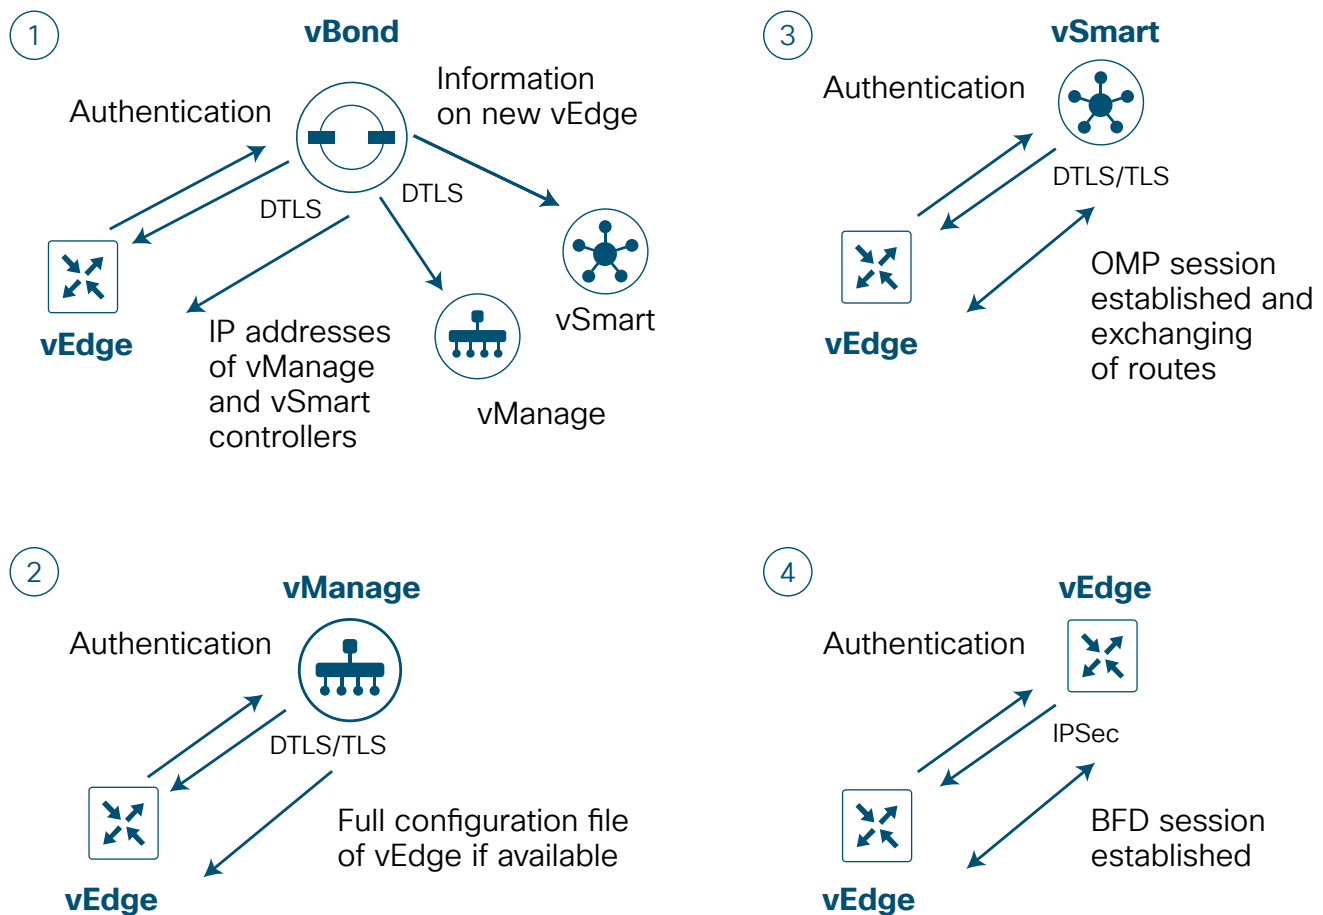 1
vBond
Authentication
Information
on new vEdge
DTLS
DTLS
vEdge
IP addresses
of vManage
and vSmart
controllers
vSmart
vManage
2
vManage
Authentication
DTLS/TLS
Full configuration file
of vEdge if available
vEdge
3
vSmart
Authentication
DTLS/TLS
OMP session
established and
exchanging
of routes
vEdge
4
vEdge
Authentication
IPSec
BFD session
established
vEdge